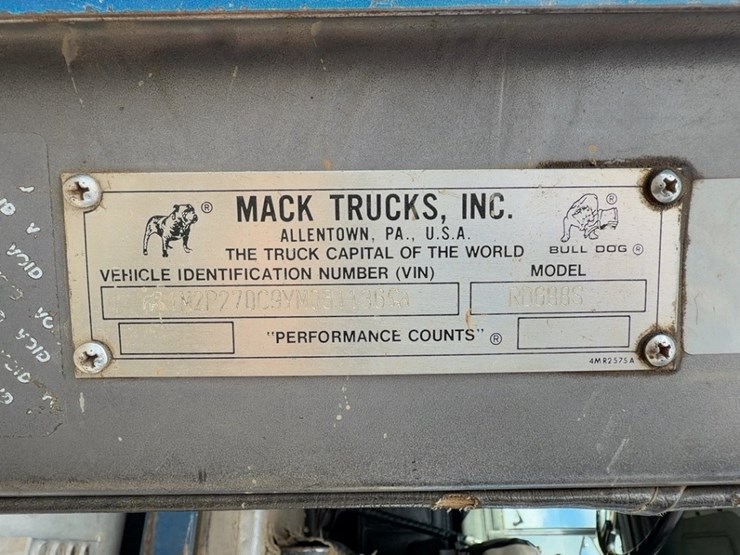 ® MACK TRUCKS, INC. ®
ALLENTOWN, PA., U.S.A.
THE TRUCK CAPITAL OF THE WORLD BULL DOG ®
VEHICLE IDENTIFICATION NUMBER (VIN) MODEL
"PERFORMANCE COUNTS" ®
4MR2575A